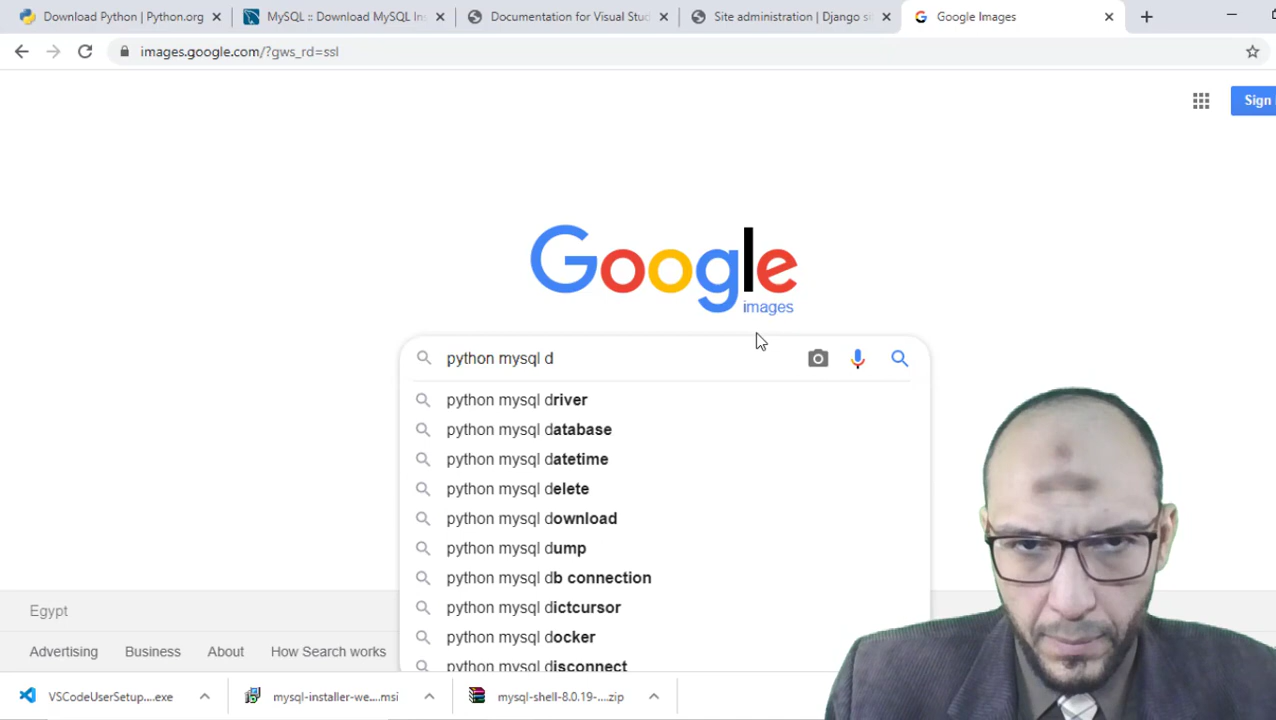 Download Python | Python.org
MySQL :: Download MySQL Ins
Documentation for Visual Stud
Site administration | Django si
Google Images
images.google.com/?gws_rd=ssl
Sign
Google
images
python mysql d
python mysql driver
python mysql database
python mysql datetime
python mysql delete
python mysql download
python mysql dump
python mysql db connection
python mysql dictcursor
python mysql docker
python mysql disconnect
Egypt
Advertising
Business
About
How Search works
VSCodeUserSetup....exe
mysql-installer-we....msi
mysql-shell-8.0.19-....zip